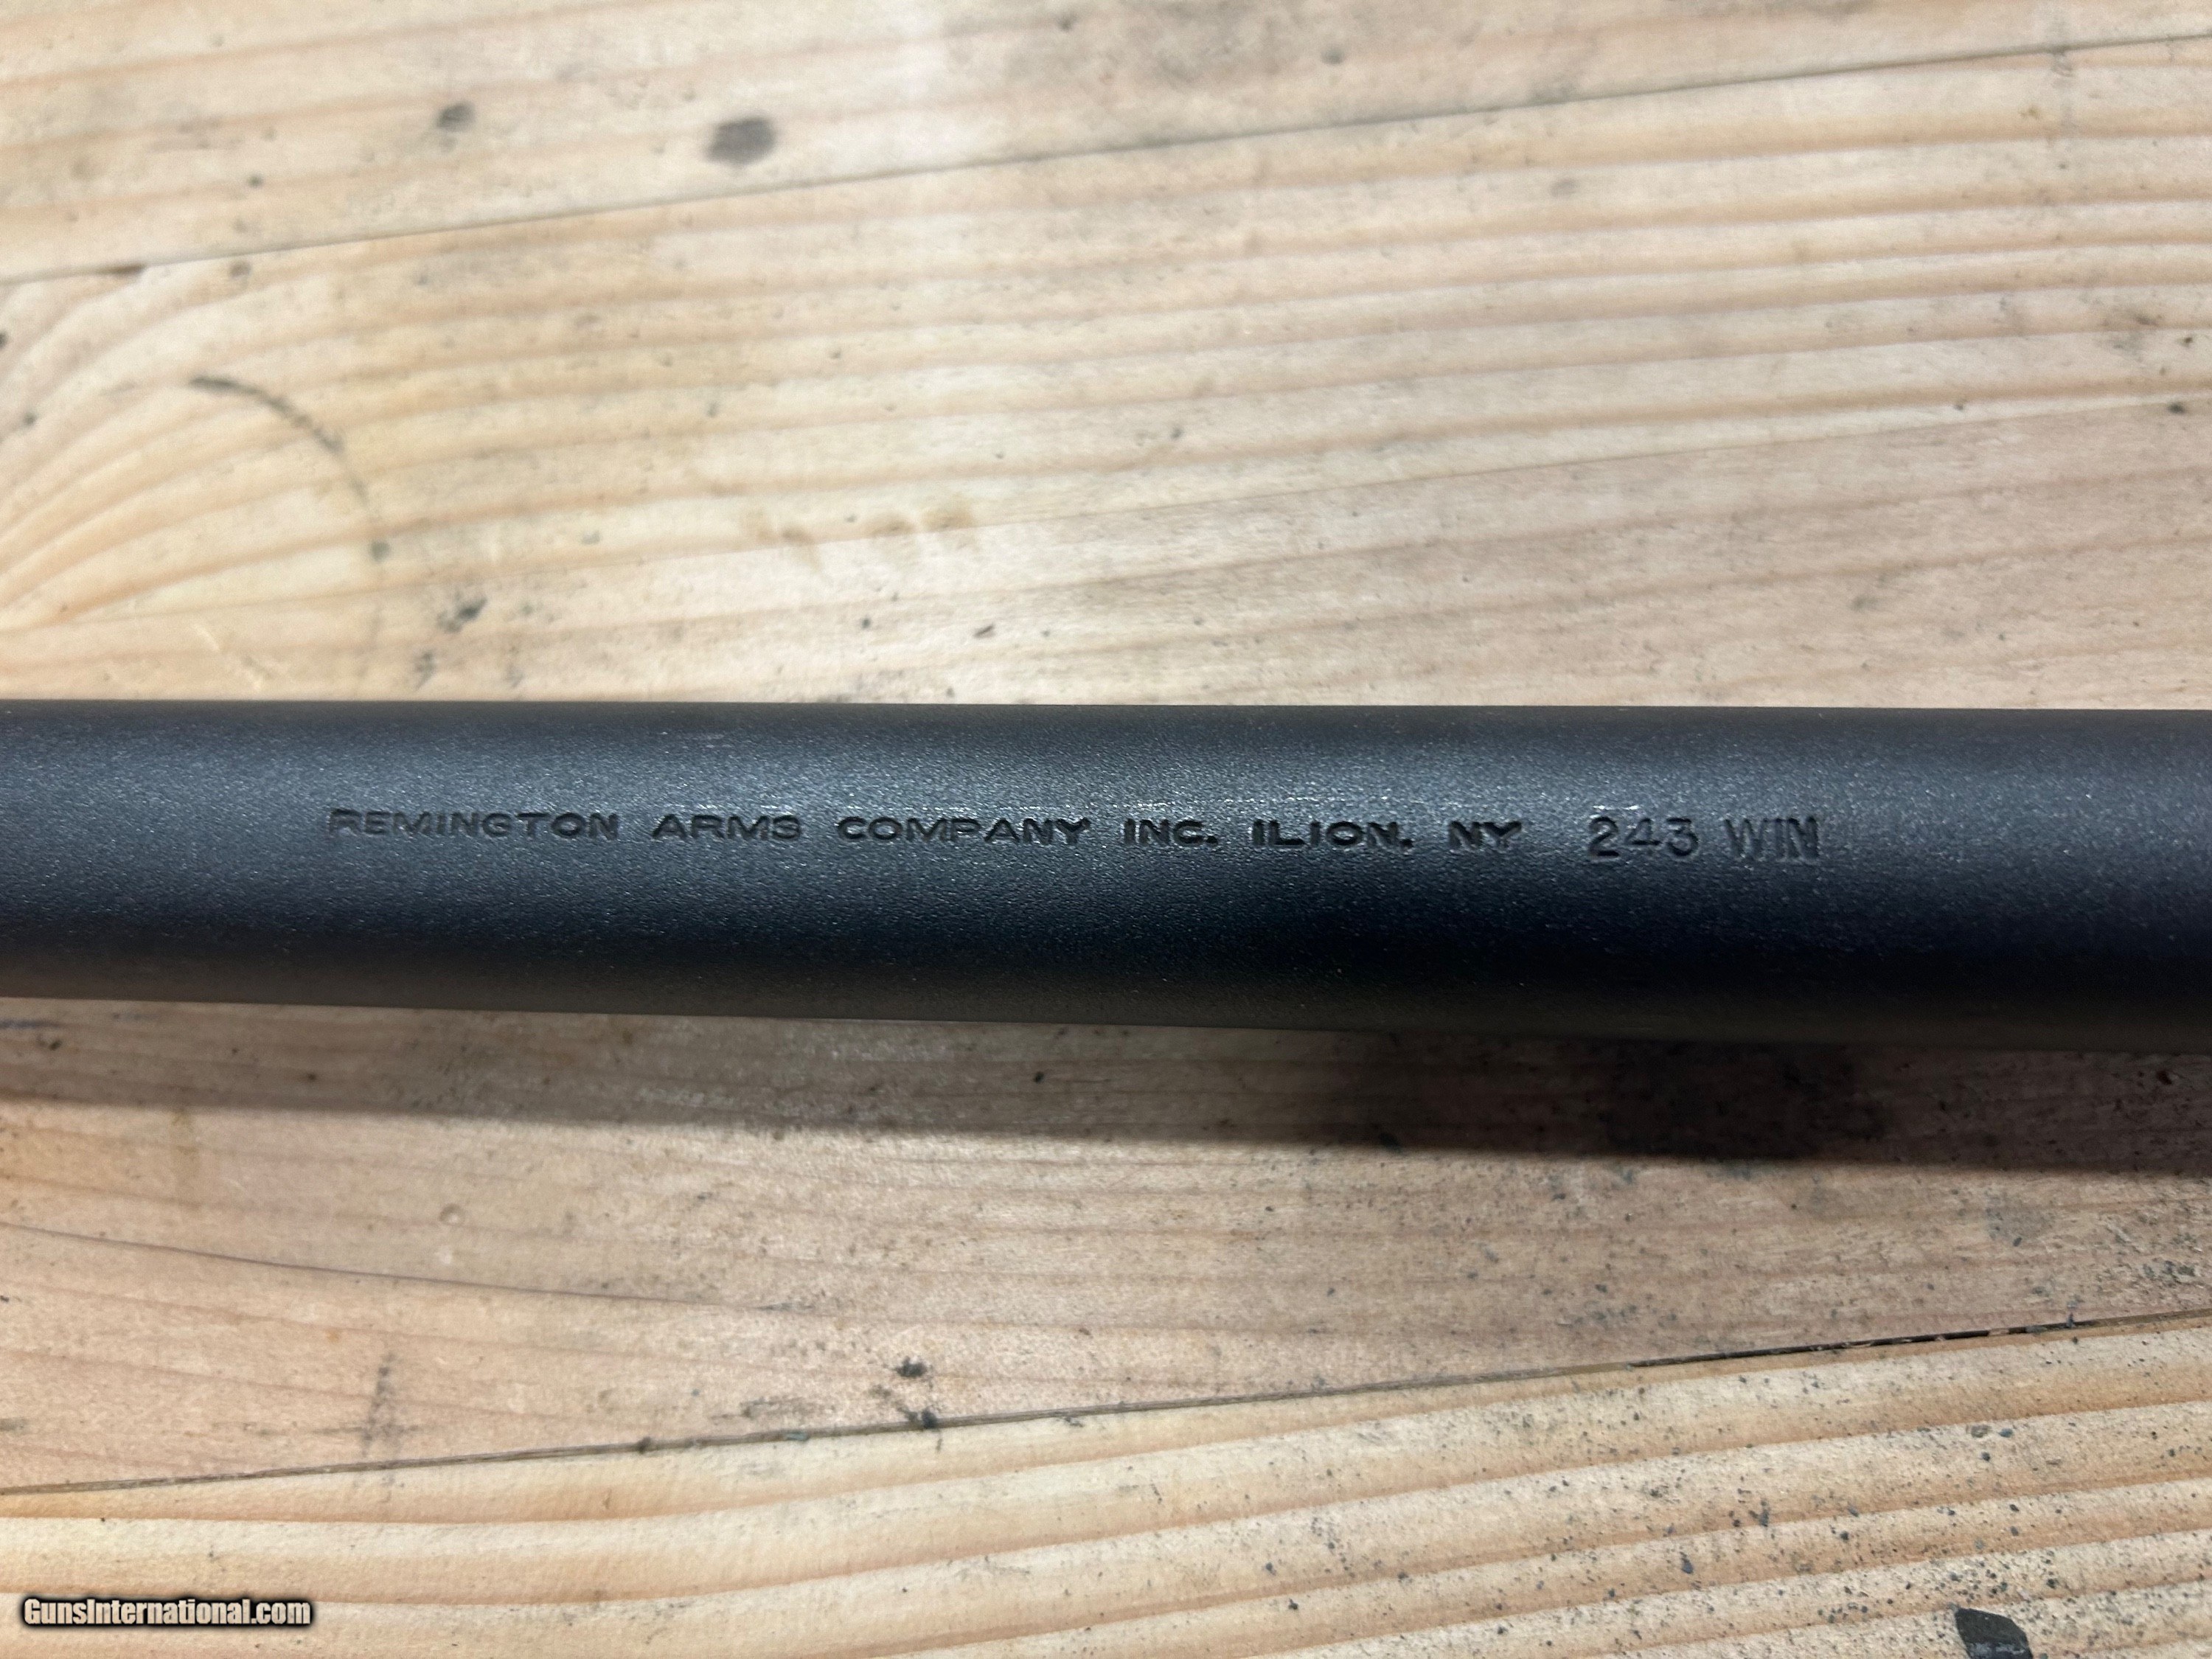 REMINGTON ARMS COMPANY INC. ILION, NY 243 WIN
GunsInternational.com